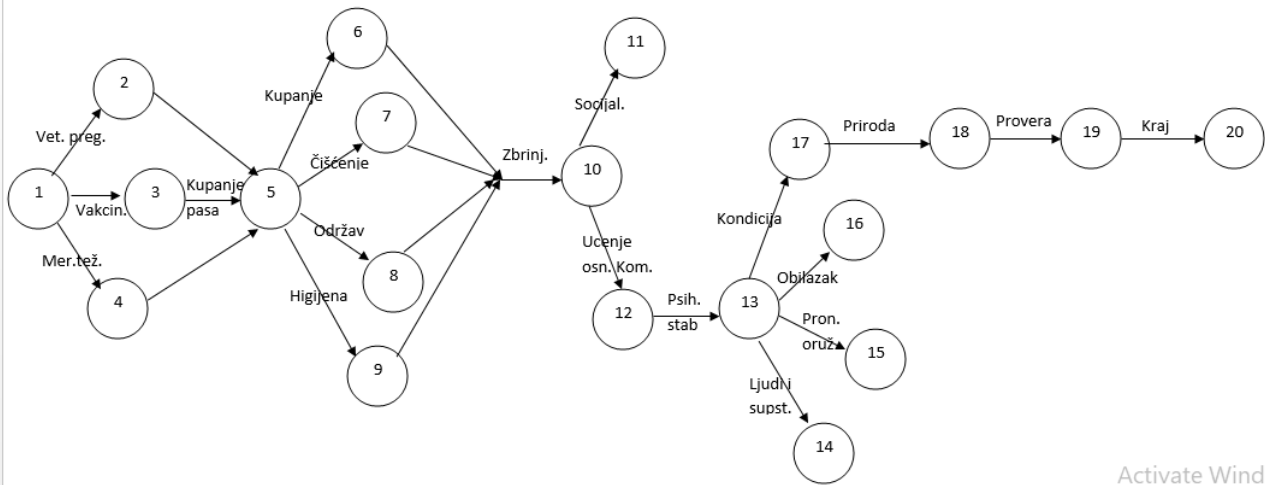 6
11
2
Kupanje
Socijal.
7
Vet. preg.
17
Priroda
18
Provera
19
Kraj
20
Čišćenje
Zbrinj.
10
1
3
Kupanje
pasa
5
Vakcin.
Kondicija
16
Održav
Ucenje
osn. Kom.
Mer.tež.
8
Obilazak
4
Higijena
12
Psih.
stab
13
Pron.
oruž.
15
9
Ljudi i
supst.
14
Activate Wind